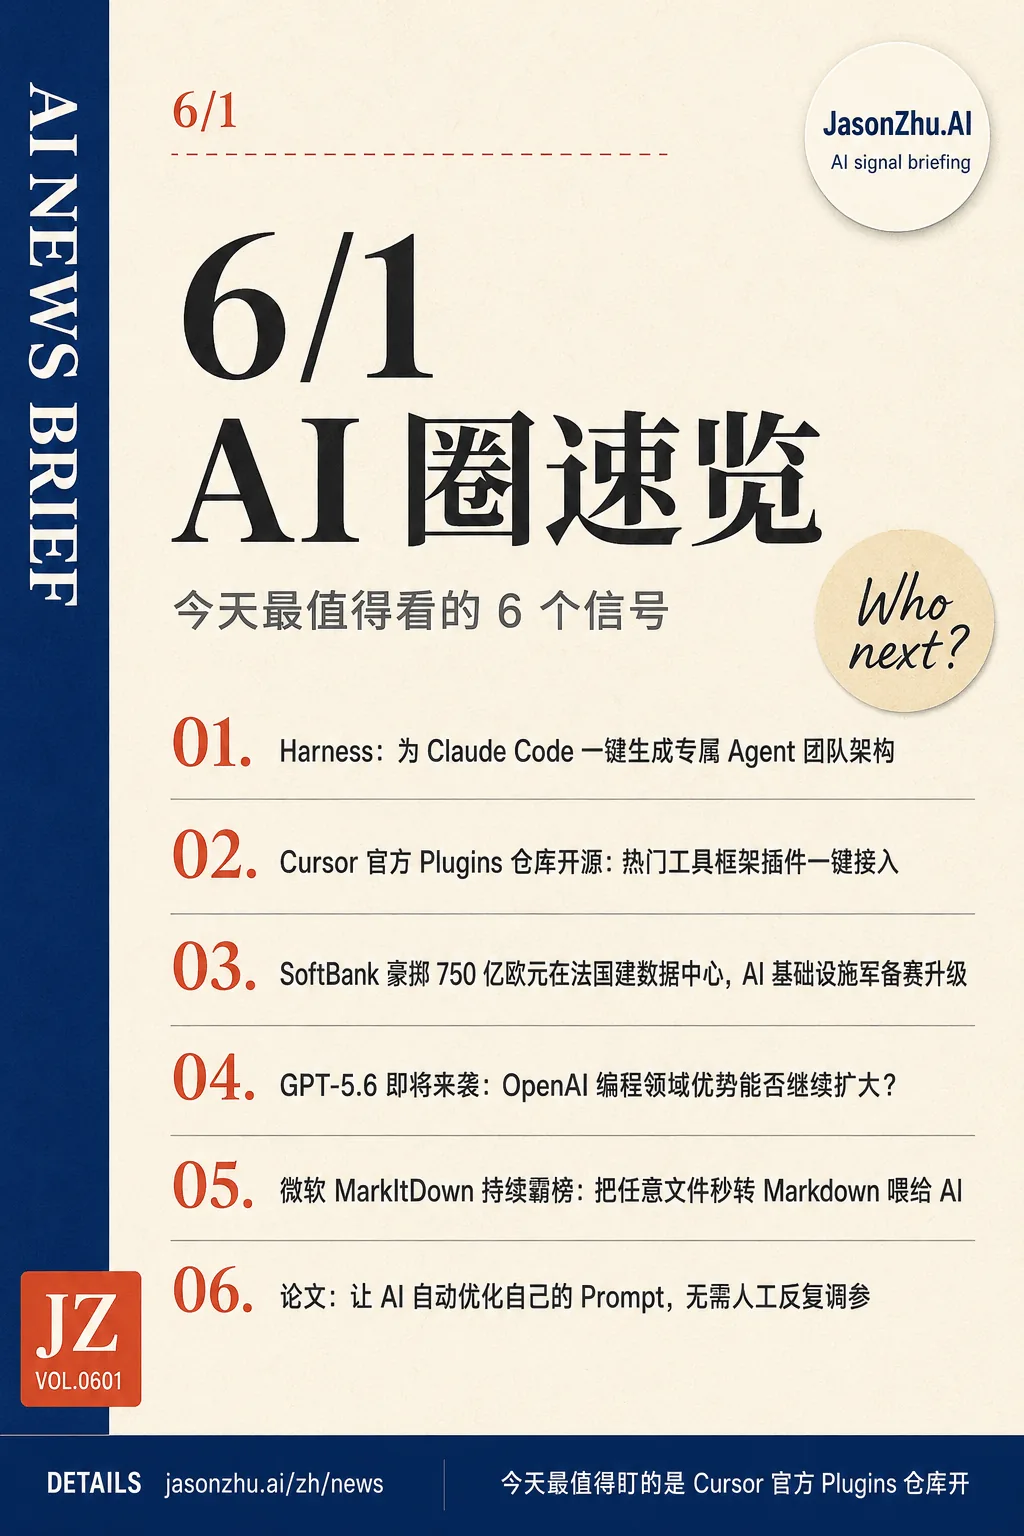 AI NEWS BRIEF
6/1
JasonZhu.AI
AI signal briefing
6/1
AI 圈速览
今天最值得看的 6 个信号
Who
next?
01. Harness：为 Claude Code 一键生成专属 Agent 团队架构
02. Cursor 官方 Plugins 仓库开源：热门工具框架插件一键接入
03. SoftBank 豪掷 750 亿欧元在法国建数据中心，AI 基础设施军备赛升级
04. GPT-5.6 即将来袭：OpenAI 编程领域优势能否继续扩大？
05. 微软 MarkItDown 持续霸榜：把任意文件秒转 Markdown 喂给 AI
06. 论文：让 AI 自动优化自己的 Prompt，无需人工反复调参
JZ
VOL.0601
DETAILS jasonzhu.ai/zh/news
今天最值得盯的是 Cursor 官方 Plugins 仓库开